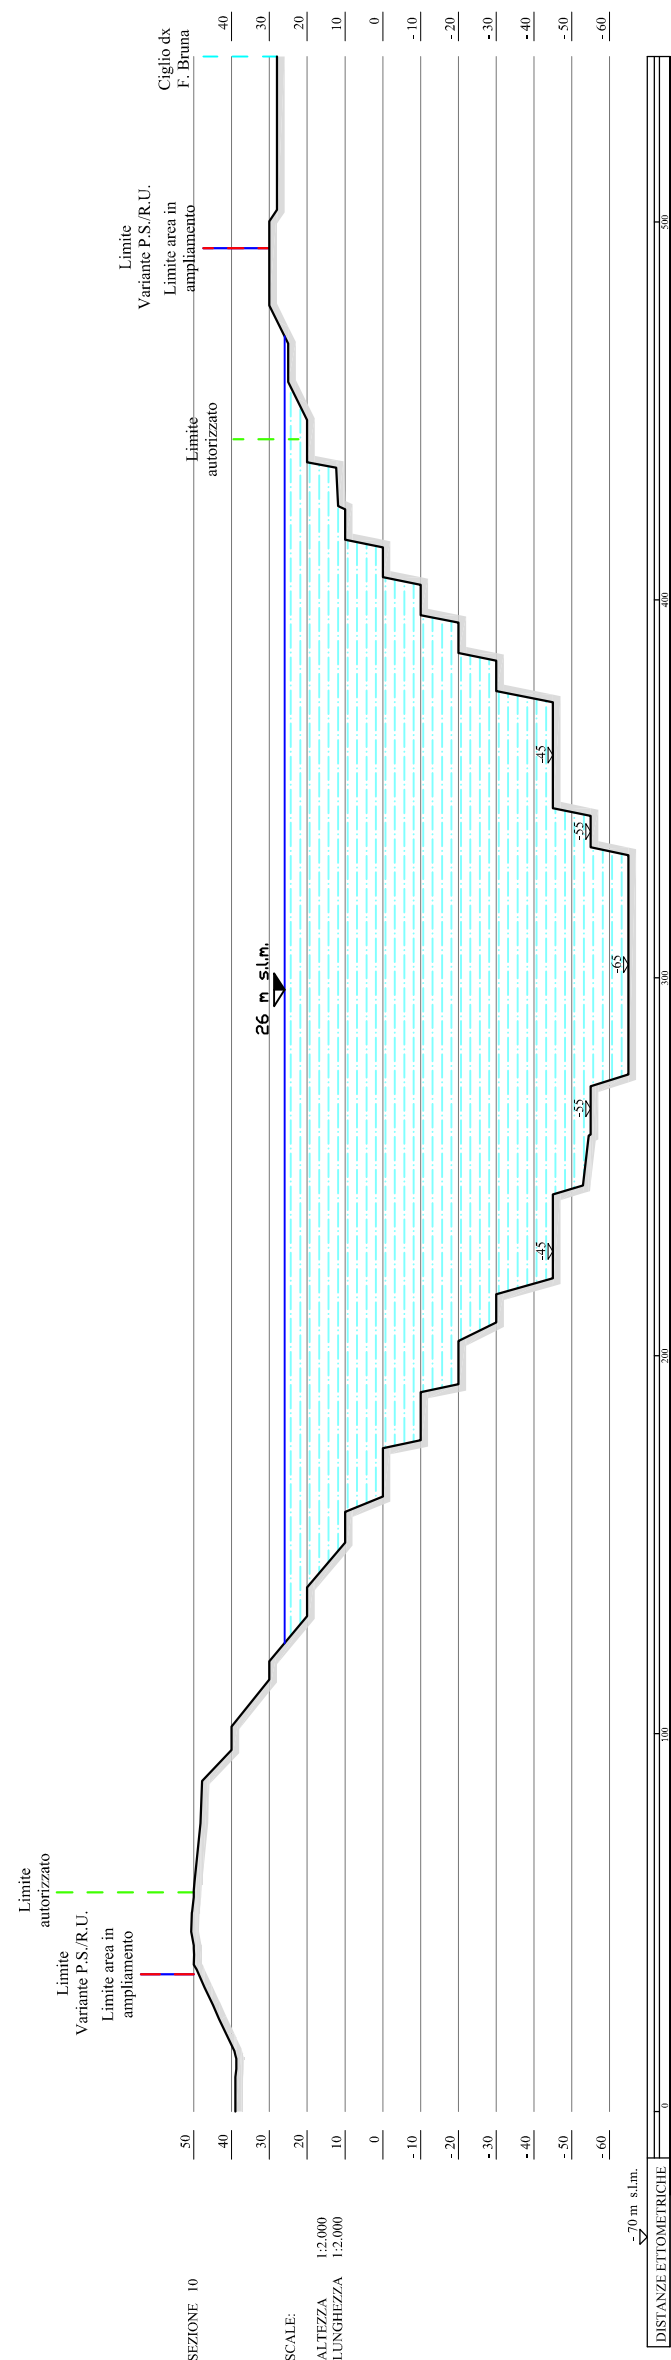 SEZIONE 10
SCALE:
ALTEZZA 1:2.000
LUNGHEZZA 1:2.000
50
40
30
20
10
0
- 10
- 20
- 30
- 40
- 50
- 60
- 70 m s.l.m.
DISTANZE ETTOMETRICHE
0
100
200
300
400
500
Limite
Variante P.S./R.U.
Limite area in
ampliamento
Limite
autorizzato
26 m s.l.m.
-45
-55
-65
-55
-45
Limite
autorizzato
Limite
Variante P.S./R.U.
Limite area in
ampliamento
Ciglio dx
F. Bruna
40
30
20
10
0
- 10
- 20
- 30
- 40
- 50
- 60